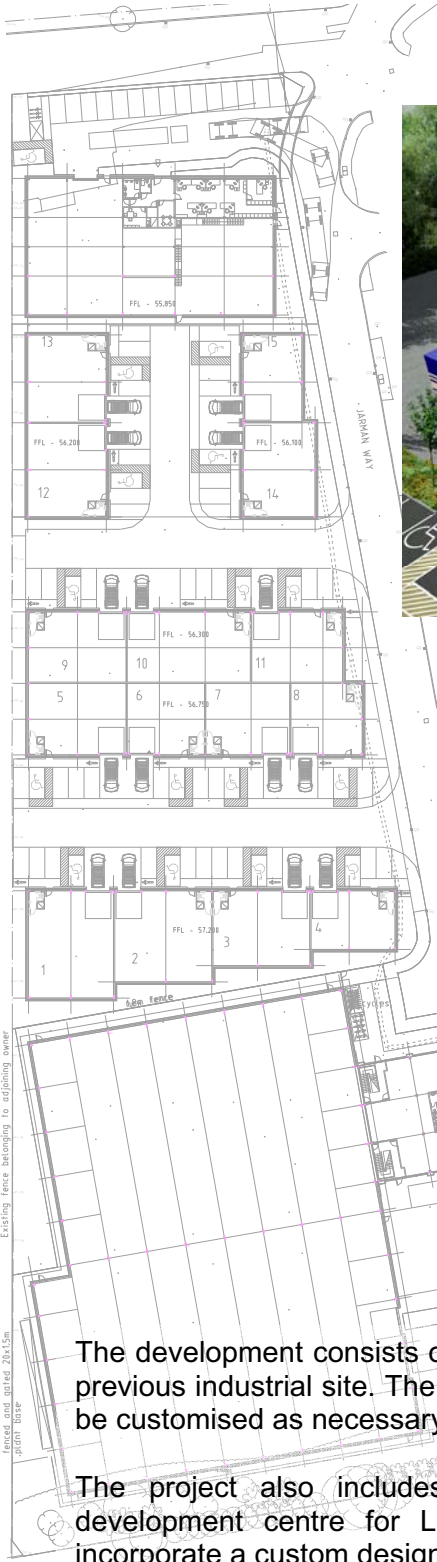 FFL - 55,850
13
15
JARMAN WAY
FFL - 56,200
FFL - 56,100
12
14
FFL - 56,300
9
10
11
5
6
FFL - 56,750
7
8
FFL - 57,200
1
2
3
4
fence
Existing fence belonging to adjoining owner
fenced and gated 20x1.5m
plant base
The development consists o
previous industrial site. The
be customised as necessary
The project also includes
development centre for L
incorporate a custom design